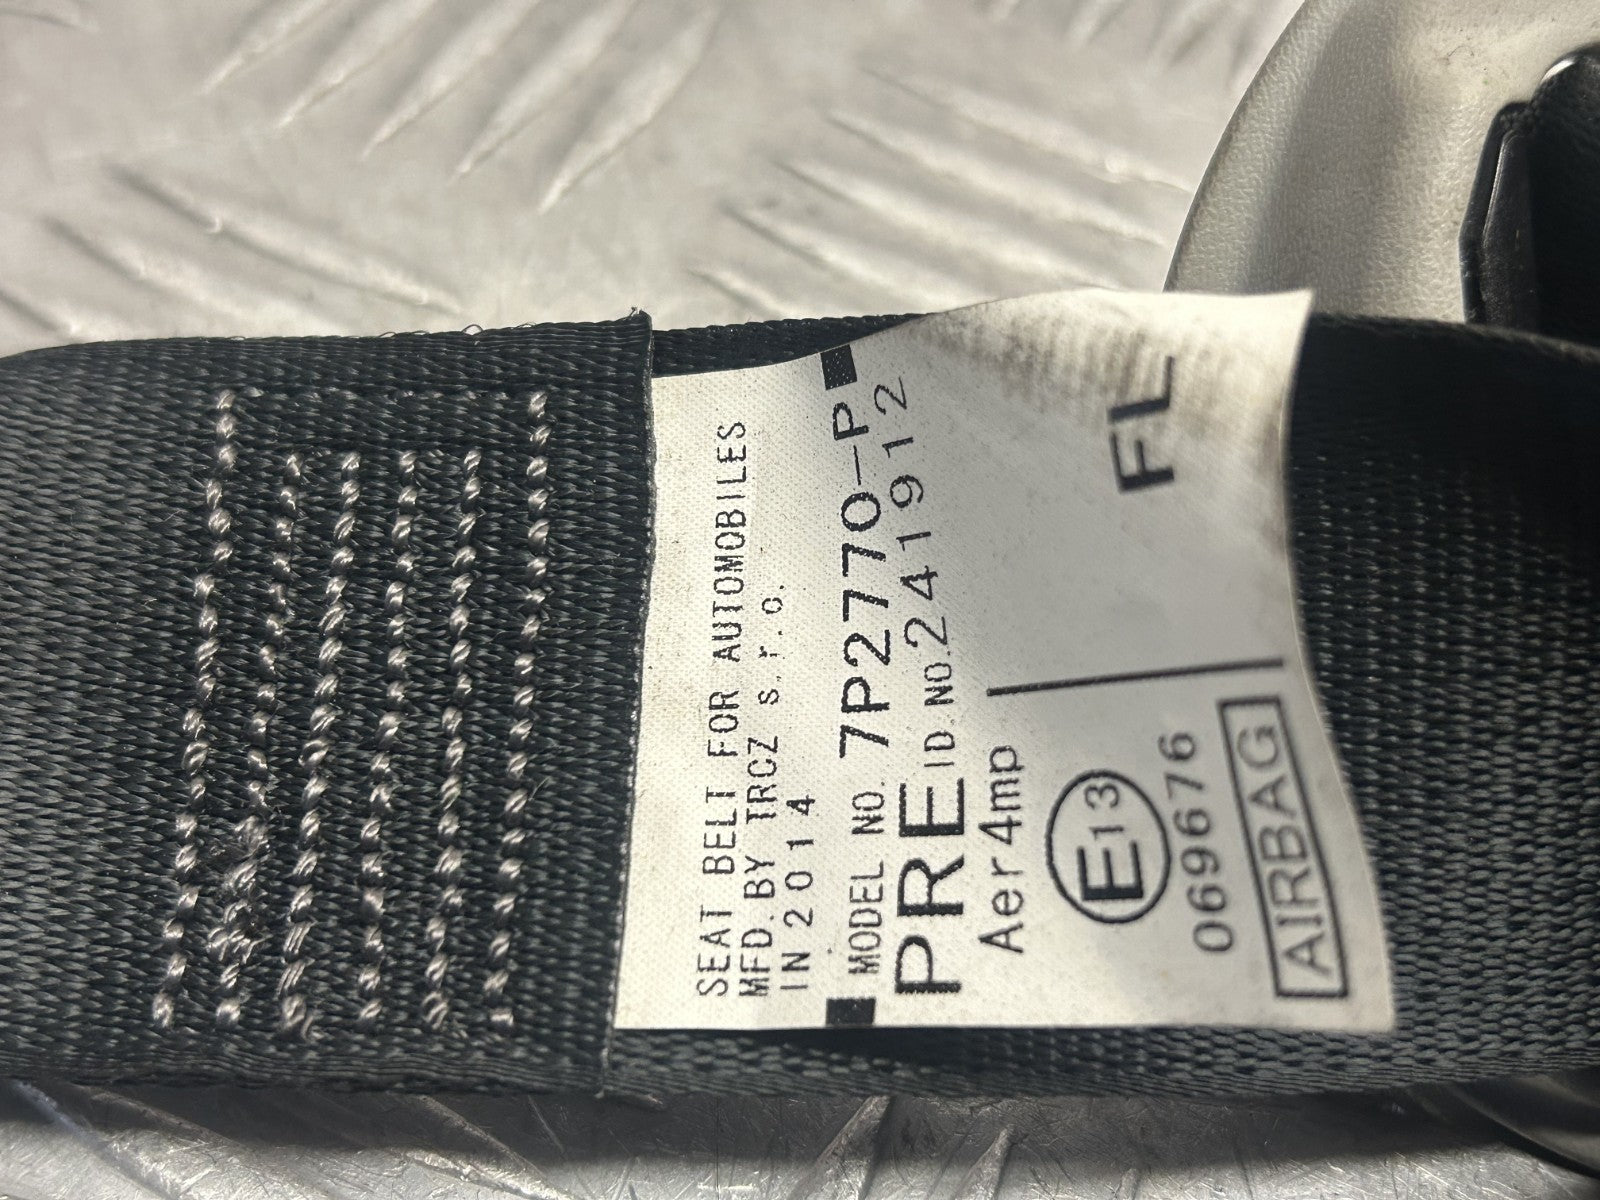 SEAT BELT FOR AUTOMOBILES
MFD.BY TRCZ s.r.o.
IN 2014
MODEL NO. 7P2770-P
PRE ID.NO.2241912
Aer4mp
E13
069676
AIRBAG
FL